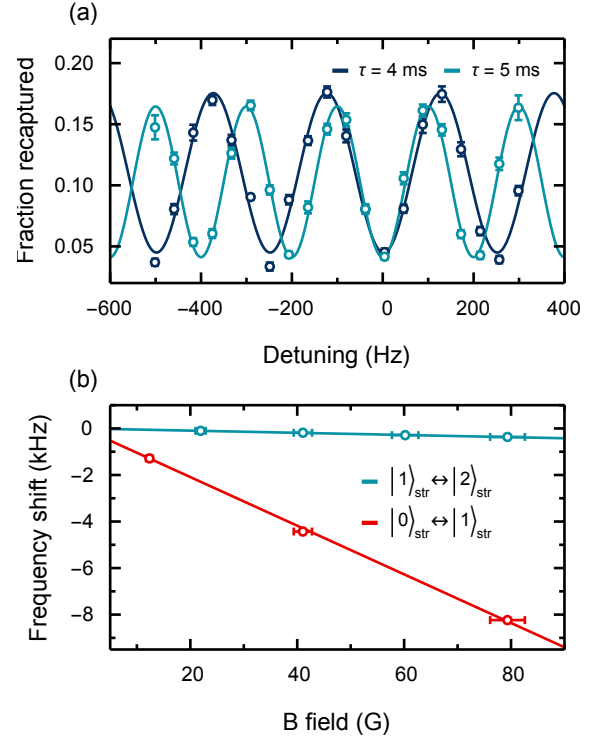 (a)
Fraction recaptured
0.20
0.15
0.10
0.05
τ = 4 ms
τ = 5 ms
−600
−400
−200
0
200
400
Detuning (Hz)
(b)
Frequency shift (kHz)
0
−2
−4
−6
−8
|1⟩str ↔ |2⟩str
|0⟩str ↔ |1⟩str
20
40
60
80
B field (G)